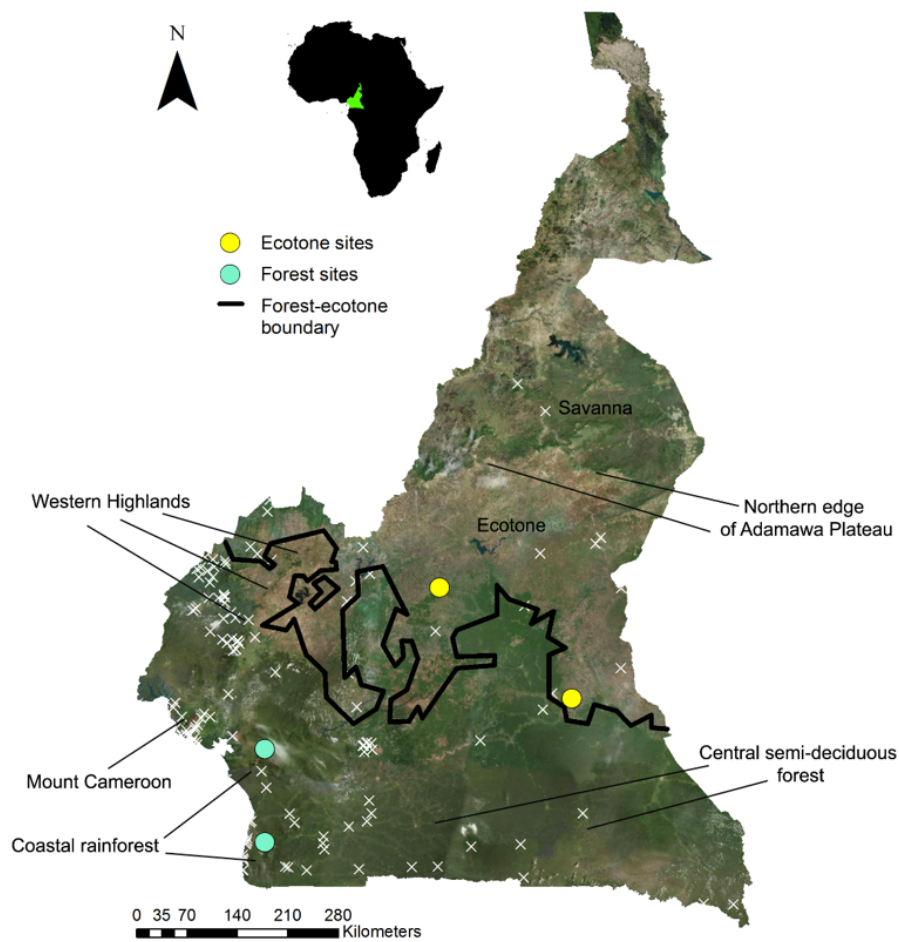 N
Ecotone sites
Forest sites
Forest-ecotone
boundary
Savanna
Western Highlands
Northern edge
of Adamawa Plateau
Ecotone
Mount Cameroon
Central semi-deciduous
forest
Coastal rainforest
0 35 70 140 210 280
Kilometers